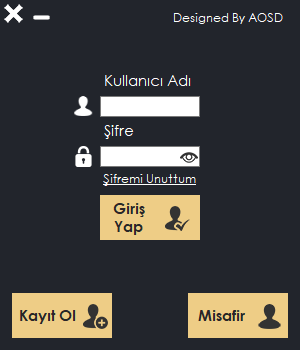 Designed By AOSD
Kullanıcı Adı
Şifre
Şifremi Unuttum
Giriş
Yap
Kayıt Ol
Misafir